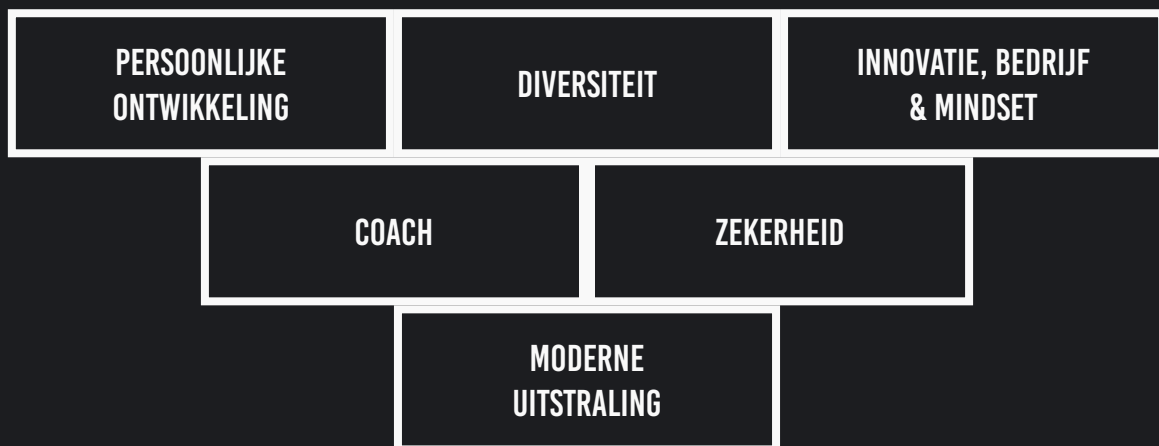 PERSOONLIJKE
ONTWIKKELING
DIVERSITEIT
INNOVATIE, BEDRIJF
& MINDSET
COACH
ZEKERHEID
MODERNE
UITSTRALING